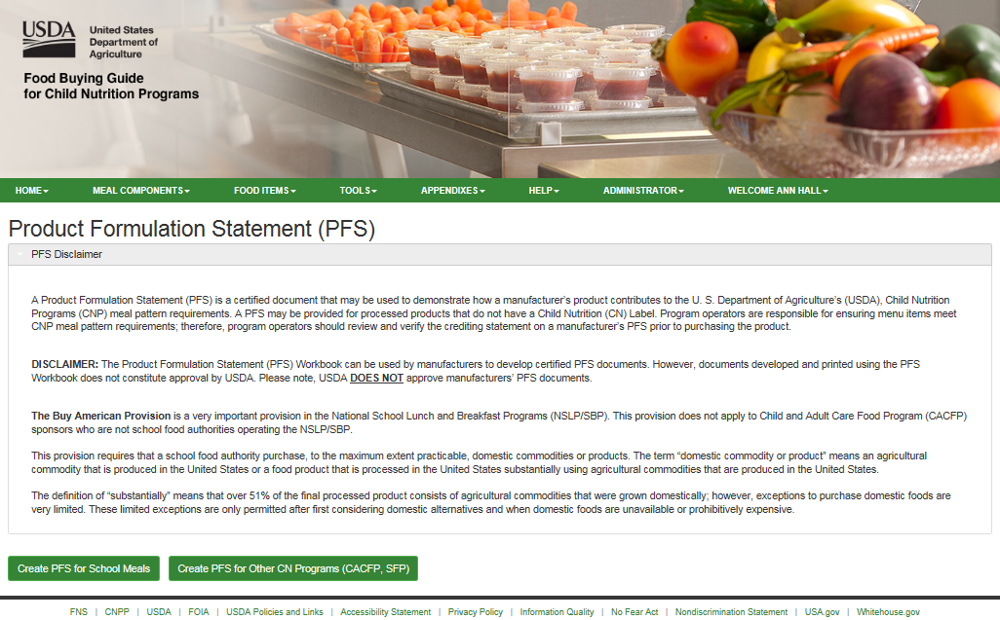 USDA
United States
Department of
Agriculture
Food Buying Guide
for Child Nutrition Programs
HOME MEAL COMPONENTS FOOD ITEMS TOOLS APPENDIXES HELP ADMINISTRATOR WELCOME ANN HALL
Product Formulation Statement (PFS)
PFS Disclaimer
A Product Formulation Statement (PFS) is a certified document that may be used to demonstrate how a manufacturer's product contributes to the U. S. Department of Agriculture's (USDA), Child Nutrition
Programs (CNP) meal pattern requirements. A PFS may be provided for processed products that do not have a Child Nutrition (CN) Label. Program operators are responsible for ensuring menu items meet
CNP meal pattern requirements; therefore, program operators should review and verify the crediting statement on a manufacturer's PFS prior to purchasing the product.
DISCLAIMER: The Product Formulation Statement (PFS) Workbook can be used by manufacturers to develop certified PFS documents. However, documents developed and printed using the PFS
Workbook does not constitute approval by USDA. Please note, USDA DOES NOT approve manufacturers' PFS documents.
The Buy American Provision is a very important provision in the National School Lunch and Breakfast Programs (NSLP/SBP). This provision does not apply to Child and Adult Care Food Program (CACFP)
sponsors who are not school food authorities operating the NSLP/SBP.
This provision requires that a school food authority purchase, to the maximum extent practicable, domestic commodities or products. The term "domestic commodity or product" means an agricultural
commodity that is produced in the United States or a food product that is processed in the United States substantially using agricultural commodities that are produced in the United States.
The definition of "substantially" means that over 51% of the final processed product consists of agricultural commodities that were grown domestically; however, exceptions to purchase domestic foods are
very limited. These limited exceptions are only permitted after first considering domestic alternatives and when domestic foods are unavailable or prohibitively expensive.
Create PFS for School Meals Create PFS for Other CN Programs (CACFP, SFP)
FNS | CNPP | USDA | FOIA | USDA Policies and Links | Accessibility Statement | Privacy Policy | Information Quality | No Fear Act | Nondiscrimination Statement | USA.gov | Whitehouse.gov